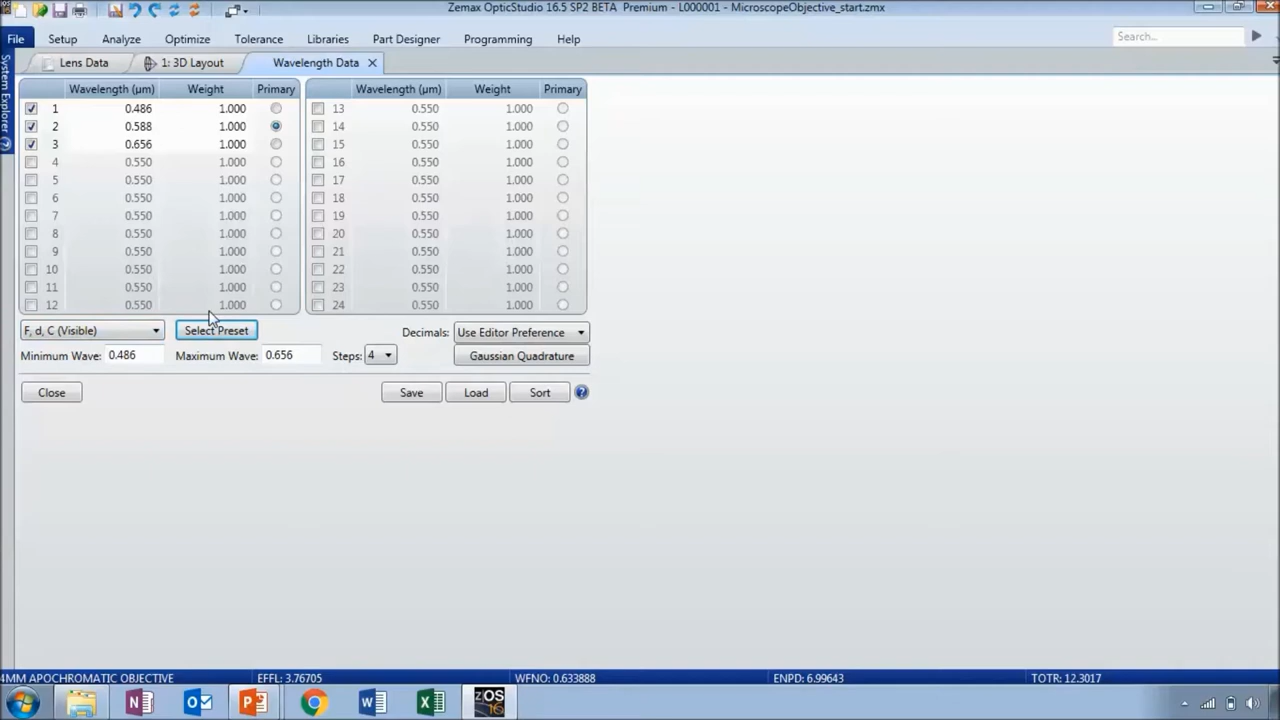 Zemax OpticStudio 16.5 SP2 BETA Premium - L000001 - MicroscopeObjective_start.zmx
File Setup Analyze Optimize Tolerance Libraries Part Designer Programming Help Search...
Lens Data 1: 3D Layout Wavelength Data
System Explorer
Wavelength (µm) Weight Primary Wavelength (µm) Weight Primary
1 0.486 1.000 13 0.550 1.000
2 0.588 1.000 14 0.550 1.000
3 0.656 1.000 15 0.550 1.000
4 0.550 1.000 16 0.550 1.000
5 0.550 1.000 17 0.550 1.000
6 0.550 1.000 18 0.550 1.000
7 0.550 1.000 19 0.550 1.000
8 0.550 1.000 20 0.550 1.000
9 0.550 1.000 21 0.550 1.000
10 0.550 1.000 22 0.550 1.000
11 0.550 1.000 23 0.550 1.000
12 0.550 1.000 24 0.550 1.000
F, d, C (Visible) Select Preset Decimals: Use Editor Preference
Minimum Wave: 0.486 Maximum Wave: 0.656 Steps: 4 Gaussian Quadrature
Close Save Load Sort
4MM APOCHROMATIC OBJECTIVE EFFL: 3.76705 WFNO: 0.633888 ENPD: 6.99643 TOTR: 12.3017